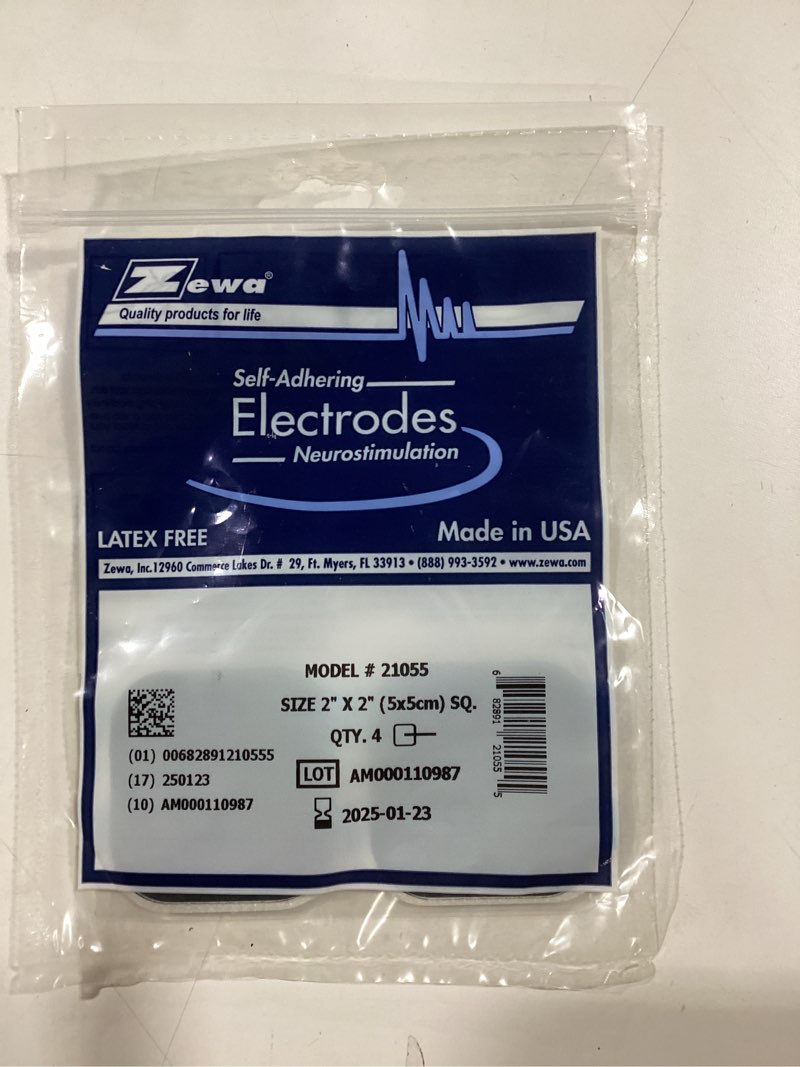 Zewa®
Quality products for life
Self-Adhering
Electrodes
Neurostimulation
LATEX FREE
Made in USA
Zewa, Inc.12960 Commerce Lakes Dr. # 29, Ft. Myers, FL 33913 • (888) 993-3592 • www.zewa.com
MODEL # 21055
SIZE 2" X 2" (5x5cm) SQ.
QTY. 4
LOT AM000110987
2025-01-23
(01) 00682891210555
(17) 250123
(10) AM000110987
6 82891 21055 5